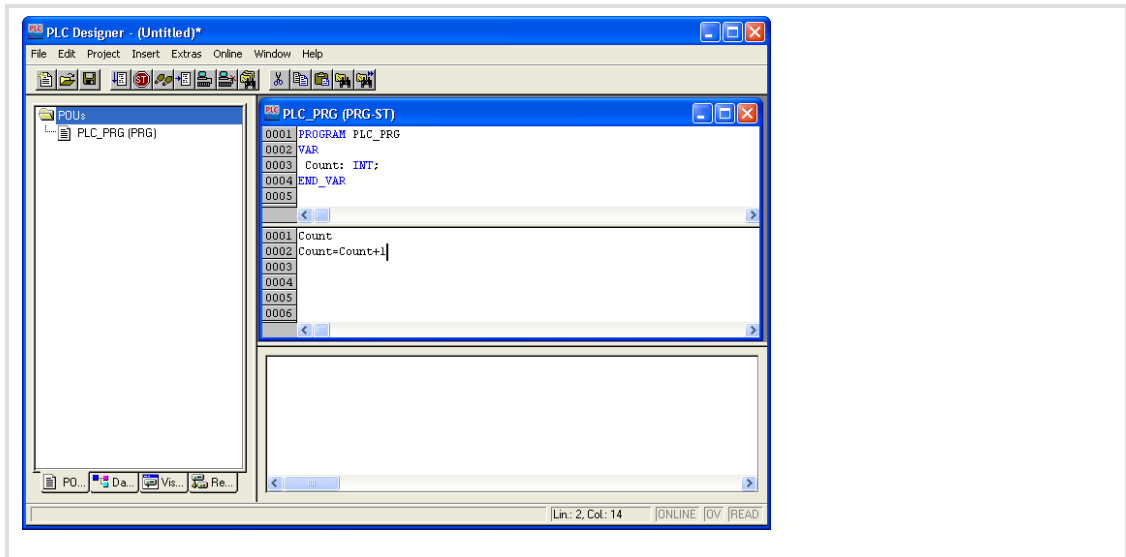 PLC Designer - (Untitled)*
File Edit Project Insert Extras Online Window Help
POUs
PLC_PRG (PRG)
PLC_PRG (PRG-ST)
0001 PROGRAM PLC_PRG
0002 VAR
0003 Count: INT;
0004 END_VAR
0005
0001 Count
0002 Count=Count+1
0003
0004
0005
0006
PO... Da... Vis... Re...
Lin.: 2, Col.: 14 ONLINE OV READ